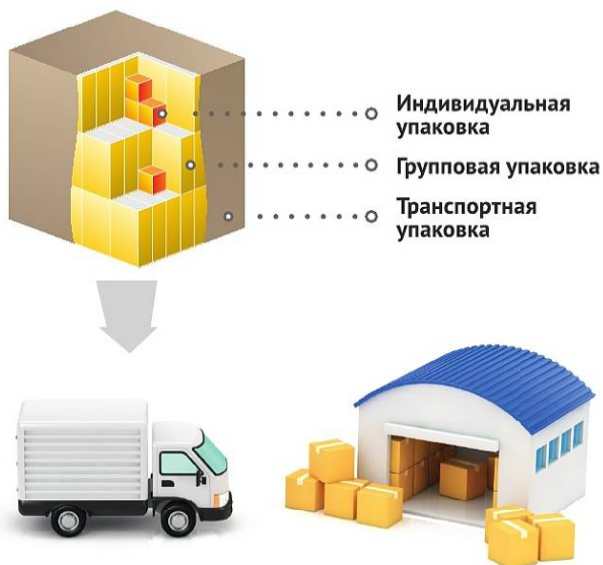 Индивидуальная
упаковка
Групповая упаковка
Транспортная
упаковка